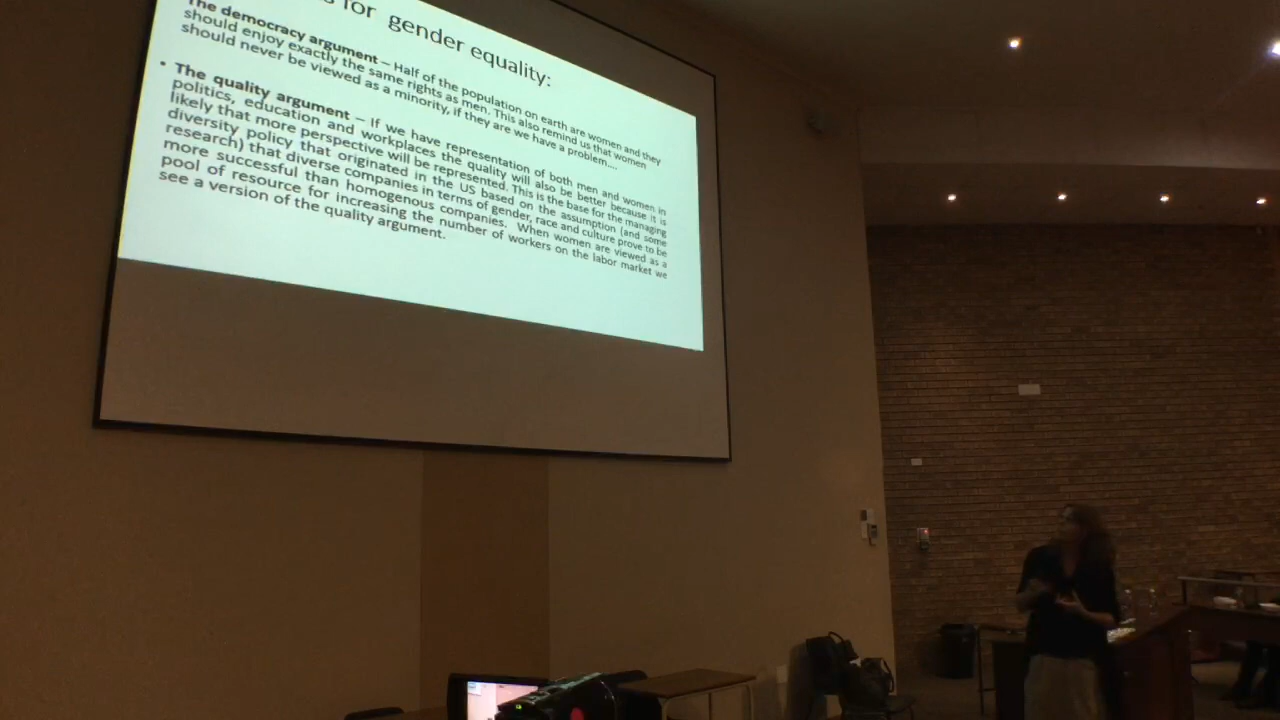 for gender equality:
The democracy argument – Half of the population on earth are women and they
should enjoy exactly the same rights as men. This also remind us that women
should never be viewed as a minority, if they are we have a problem....
• The quality argument – If we have representation of both men and women in
politics, education and workplaces the quality will also be better because it is
likely that more perspective will be represented. This is the base for the managing
diversity policy that originated in the US based on the assumption (and some
research) that diverse companies in terms of gender, race and culture prove to be
more successful than homogenous companies. When women are viewed as a
pool of resource for increasing the number of workers on the labor market we
see a version of the quality argument.